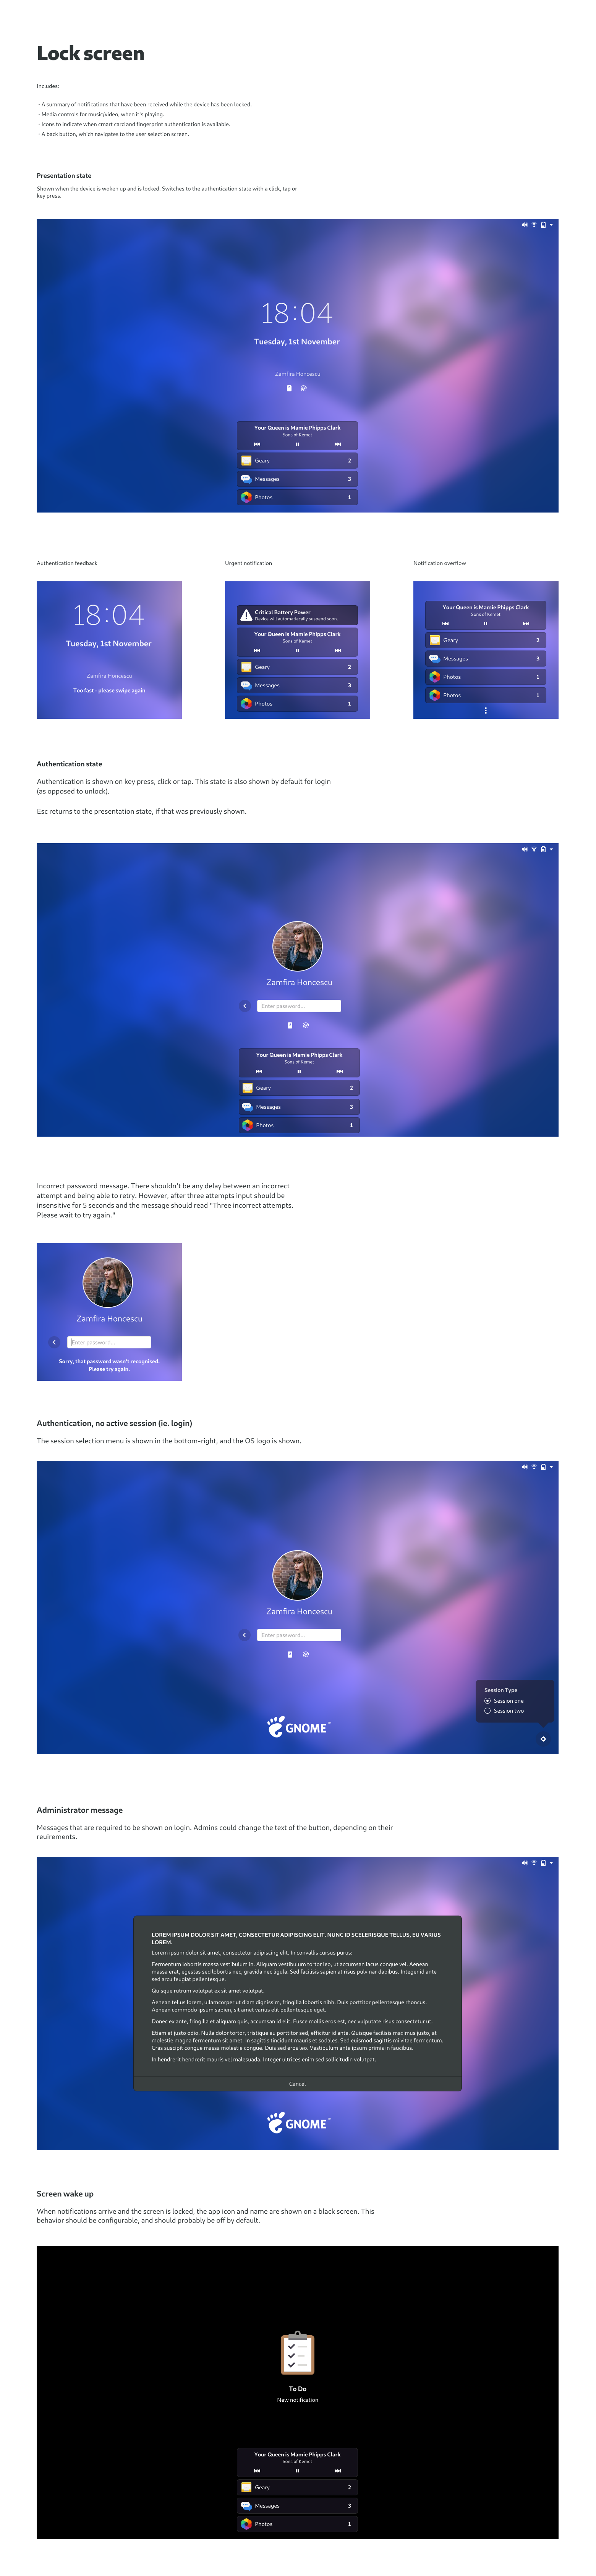 Lock screen
Includes:
- A summary of notifications that have been received while the device has been locked.
- Media controls for music/video, when it's playing.
- Icons to indicate when cmart card and fingerprint authentication is available.
- A back button, which navigates to the user selection screen.
Presentation state
Shown when the device is woken up and is locked. Switches to the authentication state with a click, tap or
key press.
18:04
Tuesday, 1st November
Zamfira Honcescu
Your Queen is Mamie Phipps Clark
Sons of Kemet
Geary 2
Messages 3
Photos 1
Authentication feedback
18:04
Tuesday, 1st November
Zamfira Honcescu
Too fast - please swipe again
Urgent notification
Critical Battery Power
Device will automatiacally suspend soon.
Your Queen is Mamie Phipps Clark
Sons of Kemet
Geary 2
Messages 3
Photos 1
Notification overflow
Your Queen is Mamie Phipps Clark
Sons of Kemet
Geary 2
Messages 3
Photos 1
Photos 1
Authentication state
Authentication is shown on key press, click or tap. This state is also shown by default for login
(as opposed to unlock).
Esc returns to the presentation state, if that was previously shown.
Zamfira Honcescu
Enter password...
Your Queen is Mamie Phipps Clark
Sons of Kemet
Geary 2
Messages 3
Photos 1
Incorrect password message. There shouldn't be any delay between an incorrect
attempt and being able to retry. However, after three attempts input should be
insensitive for 5 seconds and the message should read "Three incorrect attempts.
Please wait to try again."
Zamfira Honcescu
Enter password...
Sorry, that password wasn't recognised.
Please try again.
Authentication, no active session (ie. login)
The session selection menu is shown in the bottom-right, and the OS logo is shown.
Zamfira Honcescu
Enter password...
Session Type
Session one
Session two
GNOME™
Administrator message
Messages that are required to be shown on login. Admins could change the text of the button, depending on their
reuirements.
LOREM IPSUM DOLOR SIT AMET, CONSECTETUR ADIPISCING ELIT. NUNC ID SCELERISQUE TELLUS, EU VARIUS
LOREM.
Lorem ipsum dolor sit amet, consectetur adipiscing elit. In convallis cursus purus:
Fermentum lobortis massa vestibulum in. Aliquam vestibulum tortor leo, ut accumsan lacus congue vel. Aenean
massa erat, egestas sed lobortis nec, gravida nec ligula. Sed facilisis sapien at risus pulvinar dapibus. Integer id ante
sed arcu feugiat pellentesque.
Quisque rutrum volutpat ex sit amet volutpat.
Aenean tellus lorem, ullamcorper ut diam dignissim, fringilla lobortis nibh. Duis porttitor pellentesque rhoncus.
Aenean commodo ipsum sapien, sit amet varius elit pellentesque eget.
Donec ex ante, fringilla et aliquam quis, accumsan id elit. Fusce mollis eros est, nec vulputate risus consectetur ut.
Etiam et justo odio. Nulla dolor tortor, tristique eu porttitor sed, efficitur id ante. Quisque facilisis maximus justo, at
molestie magna fermentum sit amet. In sagittis tincidunt mauris et sodales. Sed euismod sagittis mi vitae fermentum.
Cras suscipit congue massa molestie congue. Duis sed eros leo. Vestibulum ante ipsum primis in faucibus.
In hendrerit hendrerit mauris vel malesuada. Integer ultrices enim sed sollicitudin volutpat.
Cancel
GNOME™
Screen wake up
When notifications arrive and the screen is locked, the app icon and name are shown on a black screen. This
behavior should be configurable, and should probably be off by default.
To Do
New notification
Your Queen is Mamie Phipps Clark
Sons of Kemet
Geary 2
Messages 3
Photos 1